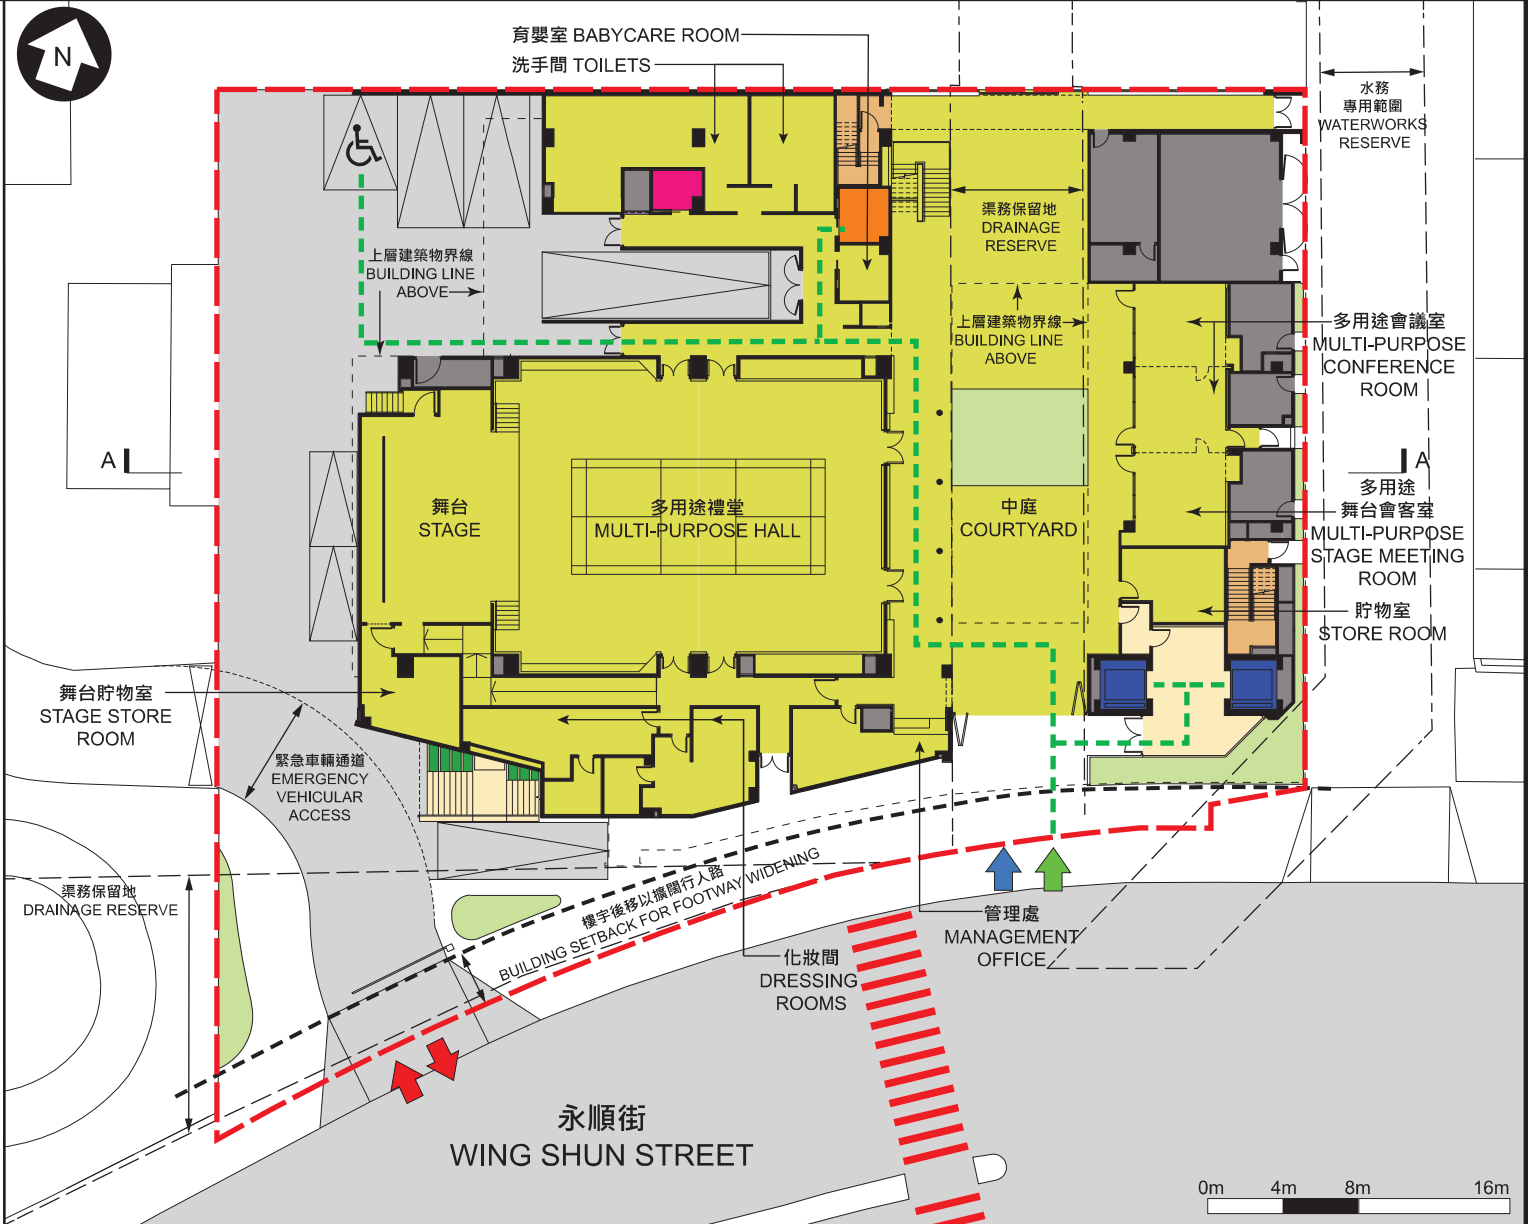 N
育嬰室 BABYCARE ROOM
洗手間 TOILETS
水務
專用範圍
WATERWORKS
RESERVE
渠務保留地
DRAINAGE
RESERVE
上層建築物界線
BUILDING LINE
ABOVE
上層建築物界線
BUILDING LINE
ABOVE
多用途會議室
MULTI-PURPOSE
CONFERENCE
ROOM
A
A
舞台
STAGE
多用途禮堂
MULTI-PURPOSE HALL
中庭
COURTYARD
多用途
舞台會客室
MULTI-PURPOSE
STAGE MEETING
ROOM
貯物室
STORE ROOM
舞台貯物室
STAGE STORE
ROOM
緊急車輛通道
EMERGENCY
VEHICULAR
ACCESS
渠務保留地
DRAINAGE RESERVE
樓宇後移以擴闊行人路
BUILDING SETBACK FOR FOOTWAY WIDENING
管理處
MANAGEMENT
OFFICE
化妝間
DRESSING
ROOMS
永順街
WING SHUN STREET
0m 4m 8m 16m